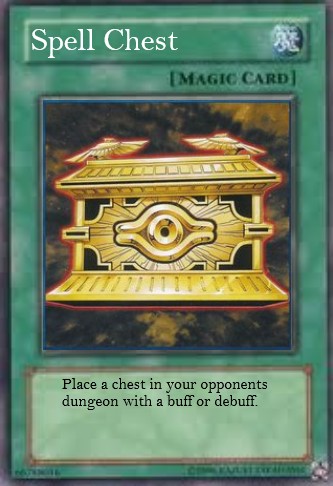 Spell Chest
[Magic Card]
Place a chest in your opponents
dungeon with a buff or debuff.